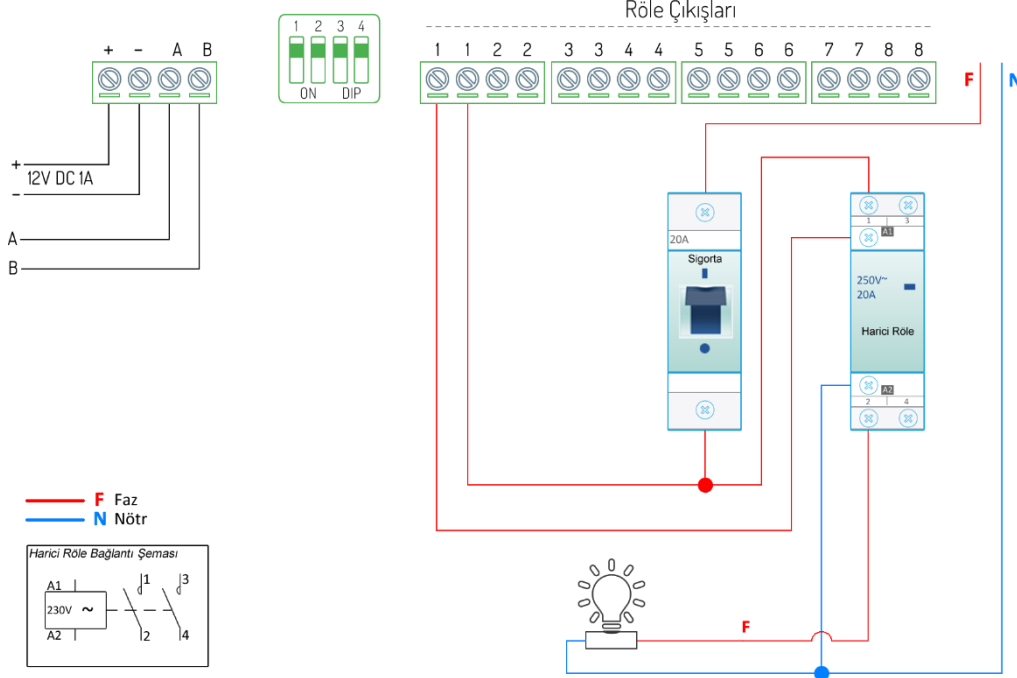 Röle Çıkışları
1 2 3 4
ON DIP
+ - A B
1 1 2 2 3 3 4 4 5 5 6 6 7 7 8 8
F N
+
12V DC 1A
-
A
B
20A
Sigorta
1 3
A1
250V~
20A
Harici Röle
A2
2 4
F Faz
N Nötr
Harici Röle Bağlantı Şeması
A1 1 3
230V ~
A2 2 4
F